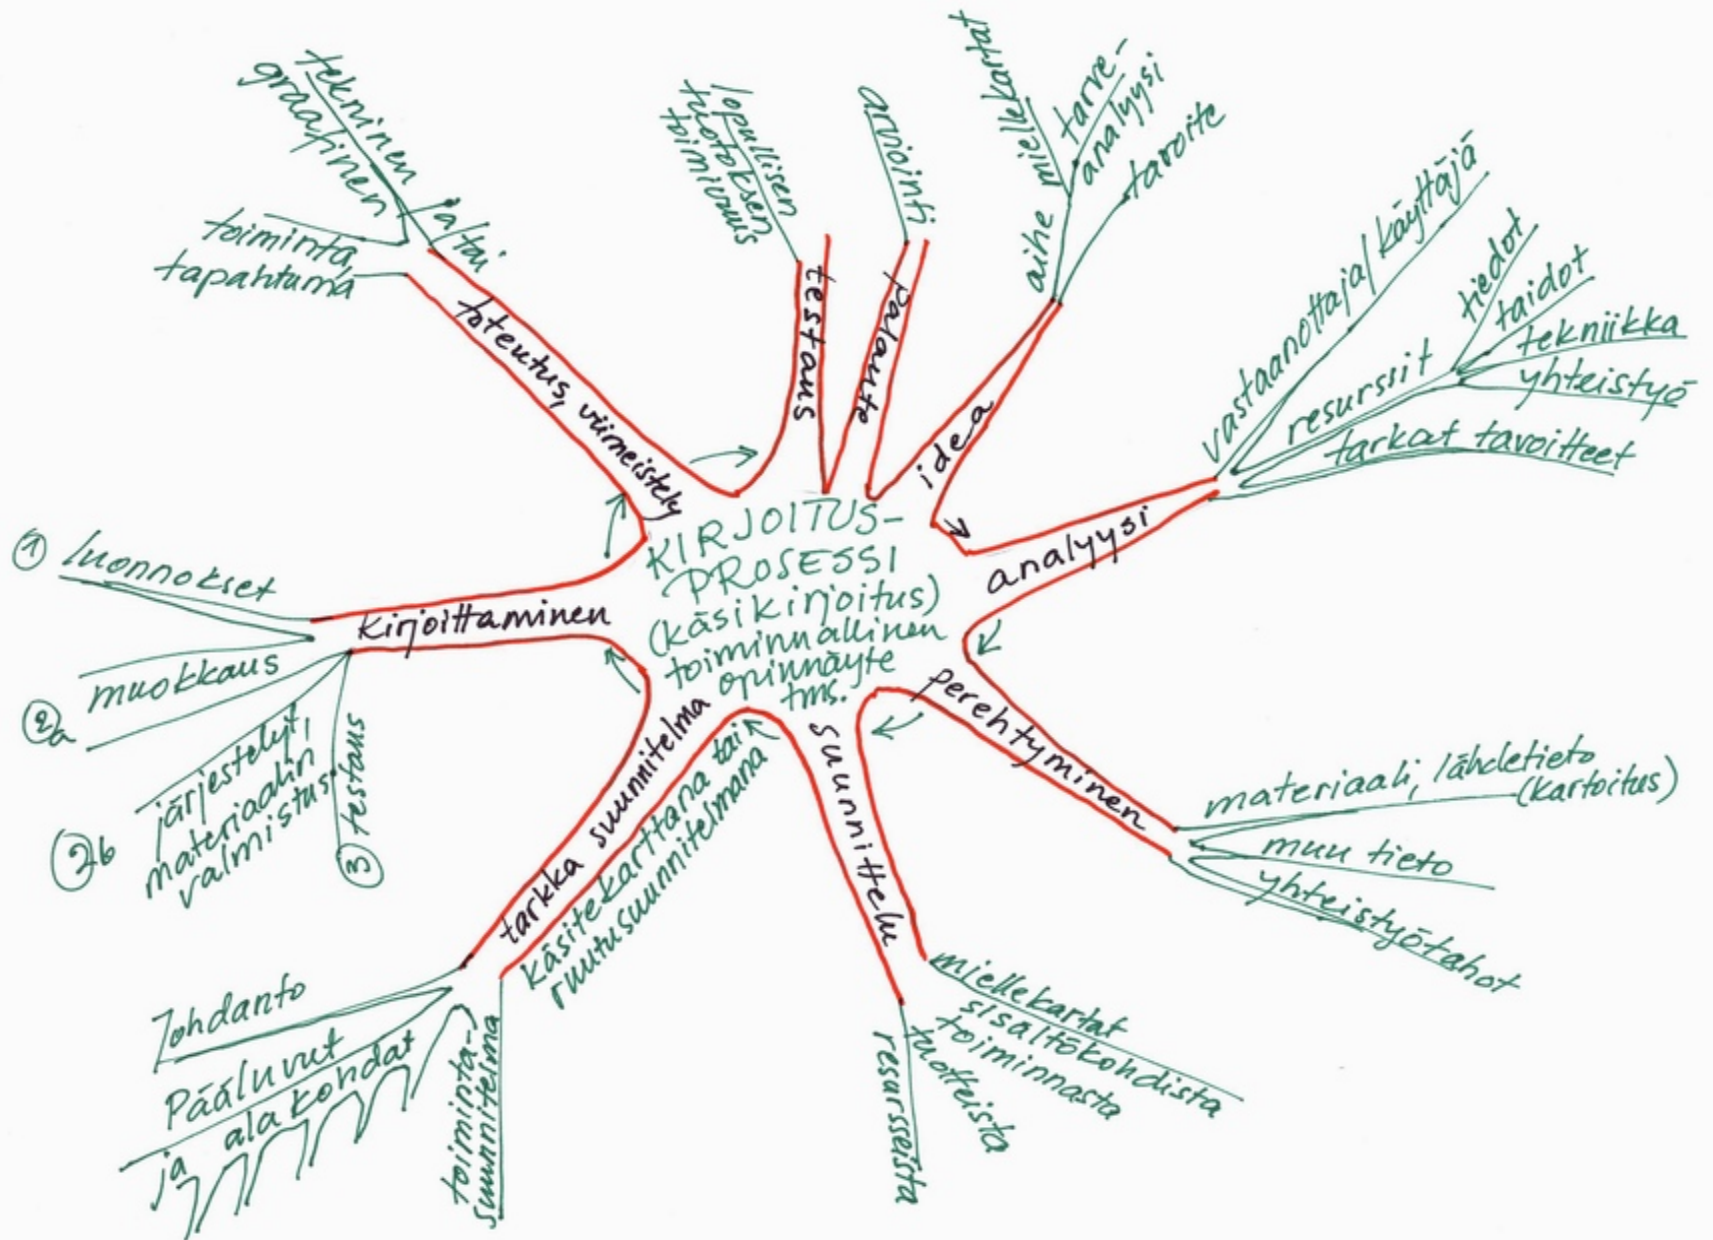 KIRJOITUS-
PROSESSI
(käsikirjoitus)
toiminnallinen
opinnäyte
tms.
idea
aihe
miellekartat
tarve-
analyysi
tavoite
analyysi
vastaanottaja/käyttäjä
resurssit
tiedot
taidot
tekniikka
yhteistyö
tarkat tavoitteet
perehtyminen
materiaali, lähdetieto
(kartoitus)
muu tieto
yhteistyötahot
suunnittelu
miellekartat
sisältökohdista
toiminnasta
tuotteista
resursseista
tarkka suunnitelma
käsitekarttana tai
ruutusuunnitelmana
Johdanto
Pääluvut
ja alakohdat
toiminta-
suunnitelma
kirjoittaminen
1 luonnokset
2a muokkaus
2b järjestelyt,
materiaalin
valmistus
3 testaus
toteutus, viimeistely
toiminta,
tapahtuma
graafinen
tekninen
ja/tai
testaus
lopullisen
tuotoksen
toimivuus
palaute
arviointi